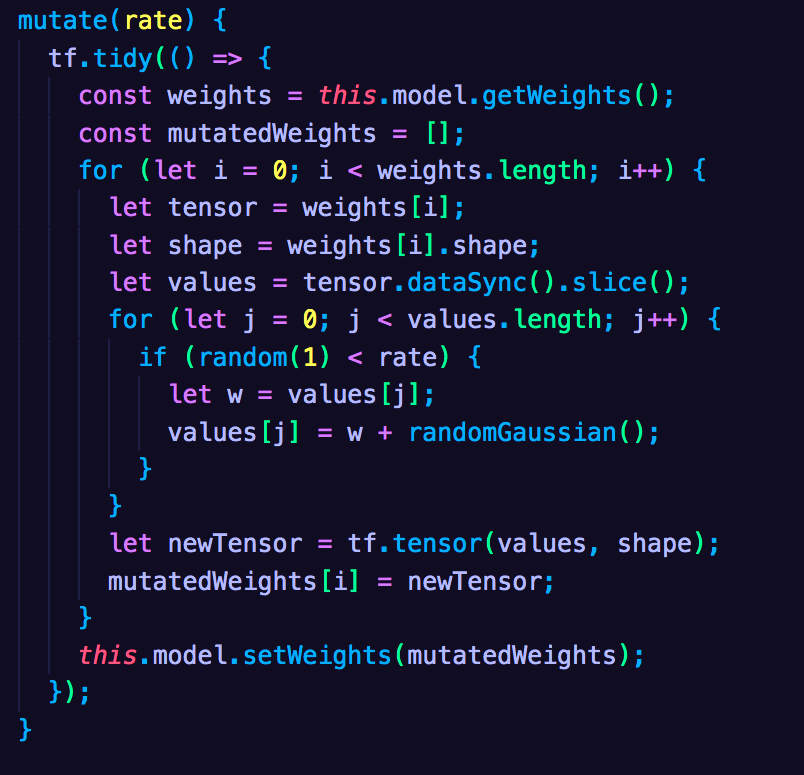 mutate(rate) {
  tf.tidy(() => {
    const weights = this.model.getWeights();
    const mutatedWeights = [];
    for (let i = 0; i < weights.length; i++) {
      let tensor = weights[i];
      let shape = weights[i].shape;
      let values = tensor.dataSync().slice();
      for (let j = 0; j < values.length; j++) {
        if (random(1) < rate) {
          let w = values[j];
          values[j] = w + randomGaussian();
        }
      }
      let newTensor = tf.tensor(values, shape);
      mutatedWeights[i] = newTensor;
    }
    this.model.setWeights(mutatedWeights);
  });
}